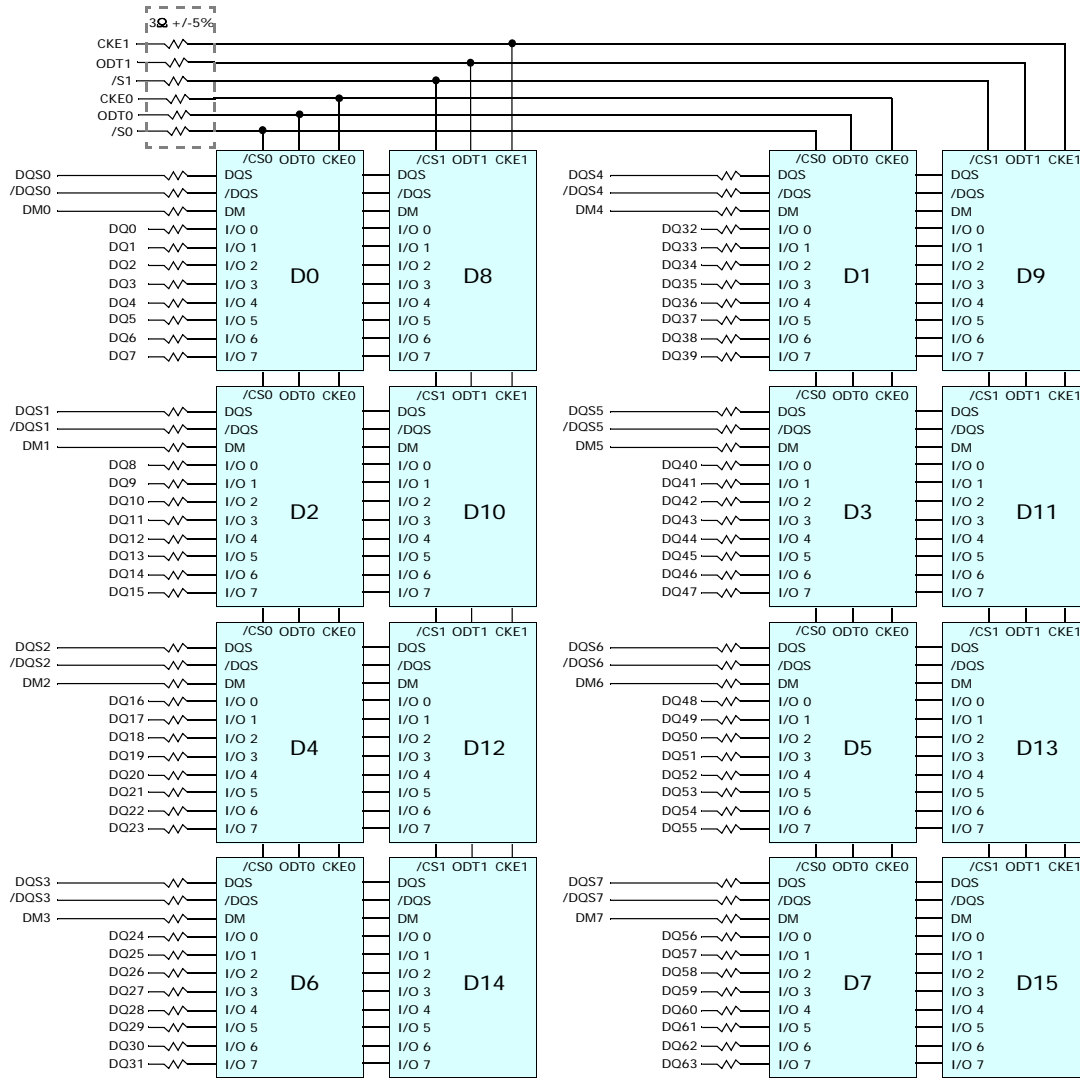 3Ω +/-5%
CKE1
ODT1
/S1
CKE0
ODT0
/S0
/CS0 ODT0 CKE0
DQS0
/DQS0
DM0
DQ0
DQ1
DQ2
DQ3
DQ4
DQ5
DQ6
DQ7
DQS
/DQS
DM
I/O 0
I/O 1
I/O 2
I/O 3
I/O 4
I/O 5
I/O 6
I/O 7
D0
/CS1 ODT1 CKE1
DQS
/DQS
DM
I/O 0
I/O 1
I/O 2
I/O 3
I/O 4
I/O 5
I/O 6
I/O 7
D8
/CS0 ODT0 CKE0
DQS4
/DQS4
DM4
DQ32
DQ33
DQ34
DQ35
DQ36
DQ37
DQ38
DQ39
DQS
/DQS
DM
I/O 0
I/O 1
I/O 2
I/O 3
I/O 4
I/O 5
I/O 6
I/O 7
D1
/CS1 ODT1 CKE1
DQS
/DQS
DM
I/O 0
I/O 1
I/O 2
I/O 3
I/O 4
I/O 5
I/O 6
I/O 7
D9
/CS0 ODT0 CKE0
DQS1
/DQS1
DM1
DQ8
DQ9
DQ10
DQ11
DQ12
DQ13
DQ14
DQ15
DQS
/DQS
DM
I/O 0
I/O 1
I/O 2
I/O 3
I/O 4
I/O 5
I/O 6
I/O 7
D2
/CS1 ODT1 CKE1
DQS
/DQS
DM
I/O 0
I/O 1
I/O 2
I/O 3
I/O 4
I/O 5
I/O 6
I/O 7
D10
/CS0 ODT0 CKE0
DQS5
/DQS5
DM5
DQ40
DQ41
DQ42
DQ43
DQ44
DQ45
DQ46
DQ47
DQS
/DQS
DM
I/O 0
I/O 1
I/O 2
I/O 3
I/O 4
I/O 5
I/O 6
I/O 7
D3
/CS1 ODT1 CKE1
DQS
/DQS
DM
I/O 0
I/O 1
I/O 2
I/O 3
I/O 4
I/O 5
I/O 6
I/O 7
D11
/CS0 ODT0 CKE0
DQS2
/DQS2
DM2
DQ16
DQ17
DQ18
DQ19
DQ20
DQ21
DQ22
DQ23
DQS
/DQS
DM
I/O 0
I/O 1
I/O 2
I/O 3
I/O 4
I/O 5
I/O 6
I/O 7
D4
/CS1 ODT1 CKE1
DQS
/DQS
DM
I/O 0
I/O 1
I/O 2
I/O 3
I/O 4
I/O 5
I/O 6
I/O 7
D12
/CS0 ODT0 CKE0
DQS6
/DQS6
DM6
DQ48
DQ49
DQ50
DQ51
DQ52
DQ53
DQ54
DQ55
DQS
/DQS
DM
I/O 0
I/O 1
I/O 2
I/O 3
I/O 4
I/O 5
I/O 6
I/O 7
D5
/CS1 ODT1 CKE1
DQS
/DQS
DM
I/O 0
I/O 1
I/O 2
I/O 3
I/O 4
I/O 5
I/O 6
I/O 7
D13
/CS0 ODT0 CKE0
DQS3
/DQS3
DM3
DQ24
DQ25
DQ26
DQ27
DQ28
DQ29
DQ30
DQ31
DQS
/DQS
DM
I/O 0
I/O 1
I/O 2
I/O 3
I/O 4
I/O 5
I/O 6
I/O 7
D6
/CS1 ODT1 CKE1
DQS
/DQS
DM
I/O 0
I/O 1
I/O 2
I/O 3
I/O 4
I/O 5
I/O 6
I/O 7
D14
/CS0 ODT0 CKE0
DQS7
/DQS7
DM7
DQ56
DQ57
DQ58
DQ59
DQ60
DQ61
DQ62
DQ63
DQS
/DQS
DM
I/O 0
I/O 1
I/O 2
I/O 3
I/O 4
I/O 5
I/O 6
I/O 7
D7
/CS1 ODT1 CKE1
DQS
/DQS
DM
I/O 0
I/O 1
I/O 2
I/O 3
I/O 4
I/O 5
I/O 6
I/O 7
D15